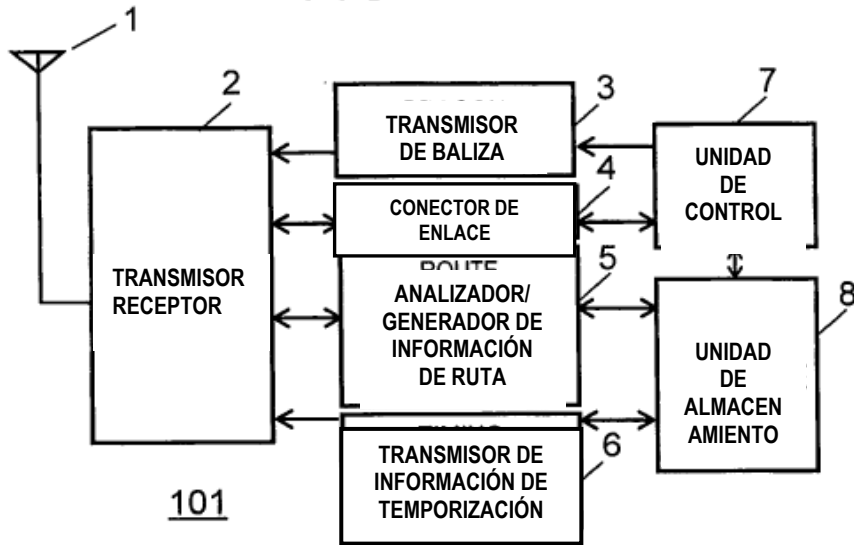 1
2
3
TRANSMISOR
DE BALIZA
7
UNIDAD
DE
CONTROL
4
CONECTOR DE
ENLACE
TRANSMISOR
RECEPTOR
5
ANALIZADOR/
GENERADOR DE
INFORMACIÓN
DE RUTA
8
UNIDAD
DE
ALMACEN
AMIENTO
6
TRANSMISOR DE
INFORMACIÓN DE
TEMPORIZACIÓN
101